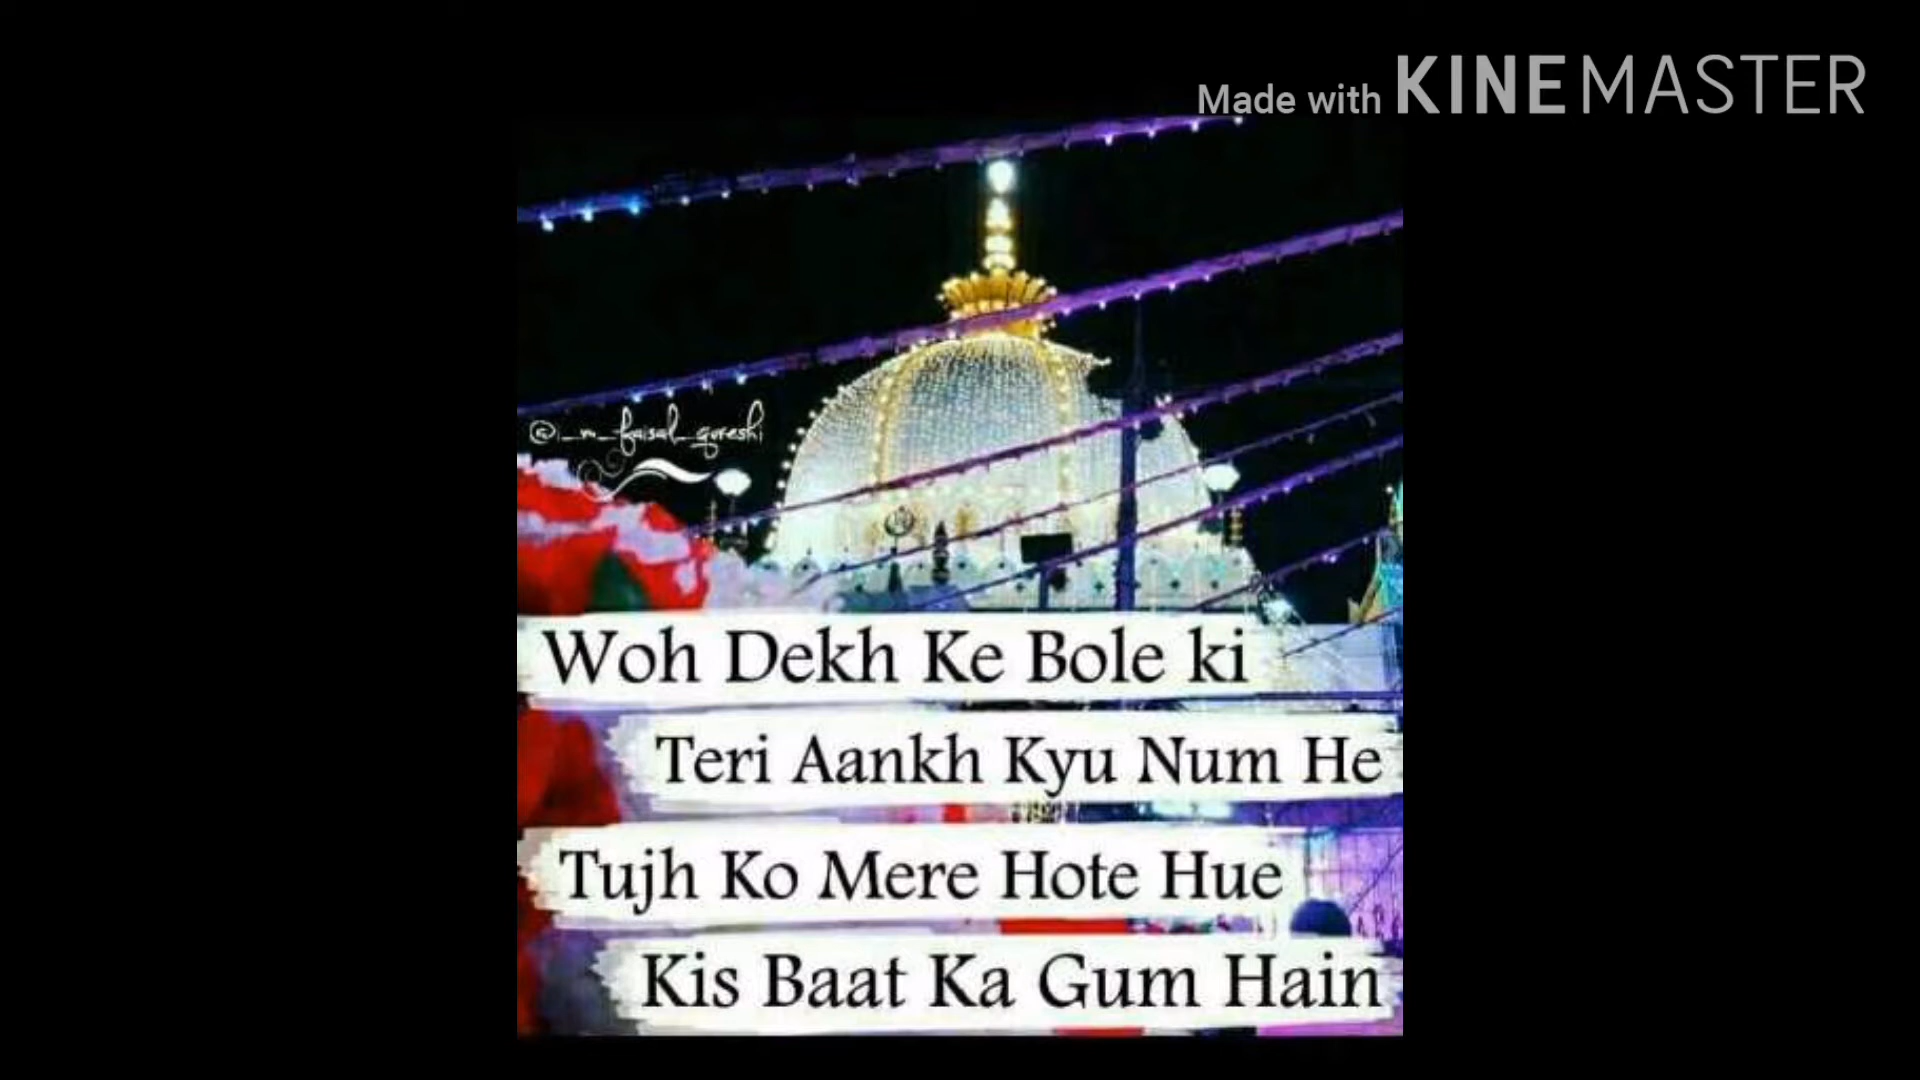 Made with KINEMASTER
@i_m_faisal_qureshi
Woh Dekh Ke Bole ki
Teri Aankh Kyu Num He
Tujh Ko Mere Hote Hue
Kis Baat Ka Gum Hain